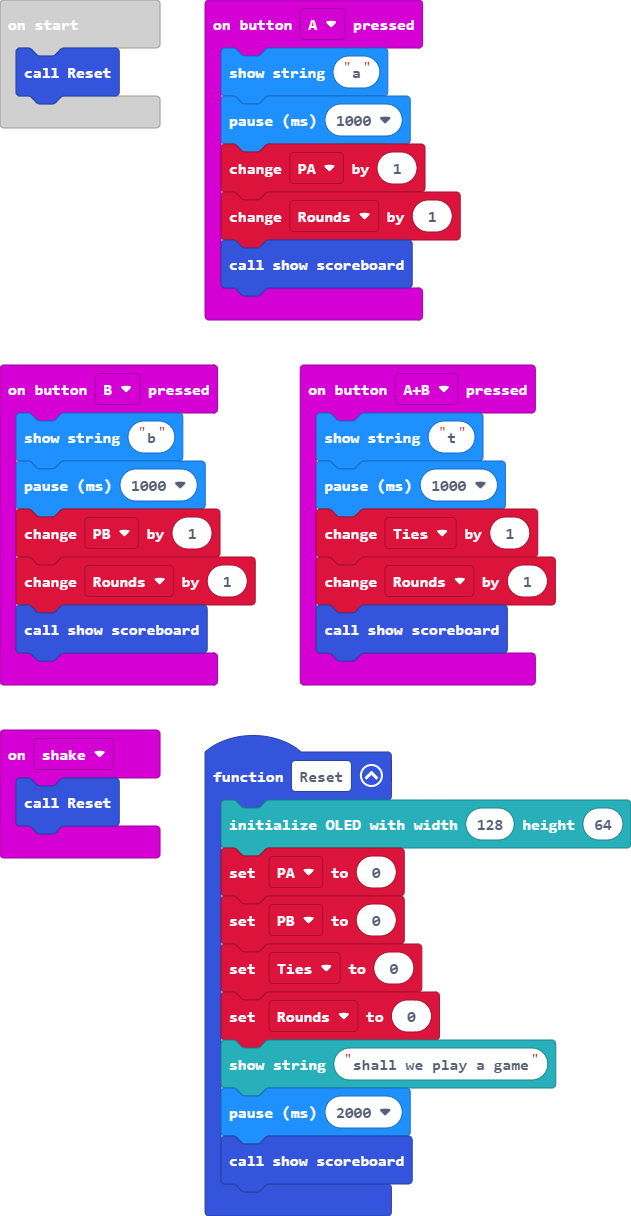 on start
call Reset
on button A pressed
show string "a"
pause (ms) 1000
change PA by 1
change Rounds by 1
call show scoreboard
on button B pressed
show string "b"
pause (ms) 1000
change PB by 1
change Rounds by 1
call show scoreboard
on button A+B pressed
show string "t"
pause (ms) 1000
change Ties by 1
change Rounds by 1
call show scoreboard
on shake
call Reset
function Reset
initialize OLED with width 128 height 64
set PA to 0
set PB to 0
set Ties to 0
set Rounds to 0
show string "shall we play a game"
pause (ms) 2000
call show scoreboard